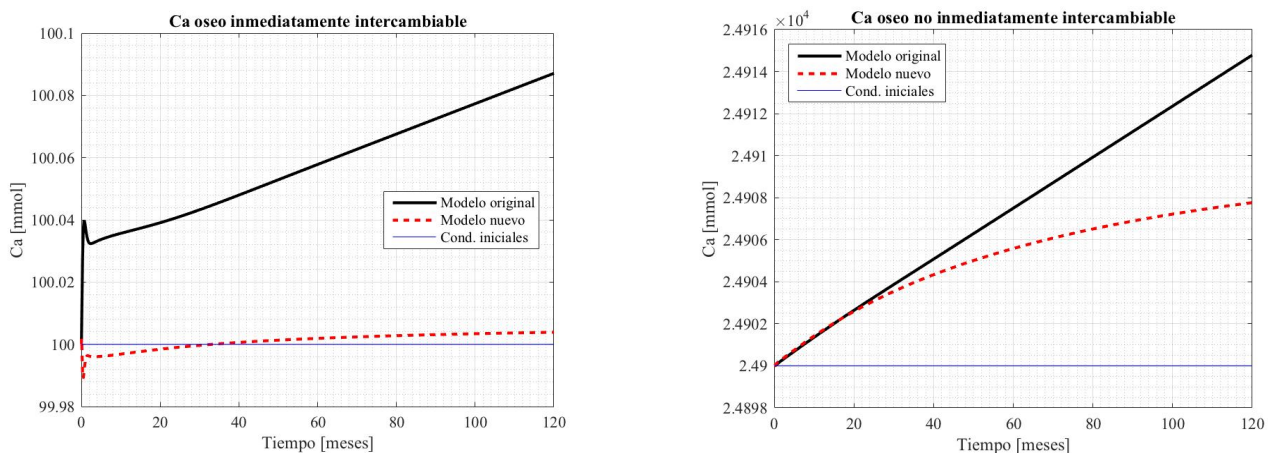 Ca oseo inmediatamente intercambiable
100.1
100.08
100.06
100.04
100.02
100
99.98
Ca [mmol]
0 20 40 60 80 100 120
Tiempo [meses]
Modelo original
Modelo nuevo
Cond. iniciales
Ca oseo no inmediatamente intercambiable
×10⁴
2.4916
2.4914
2.4912
2.491
2.4908
2.4906
2.4904
2.4902
2.49
2.4898
Ca [mmol]
0 20 40 60 80 100 120
Tiempo [meses]
Modelo original
Modelo nuevo
Cond. iniciales